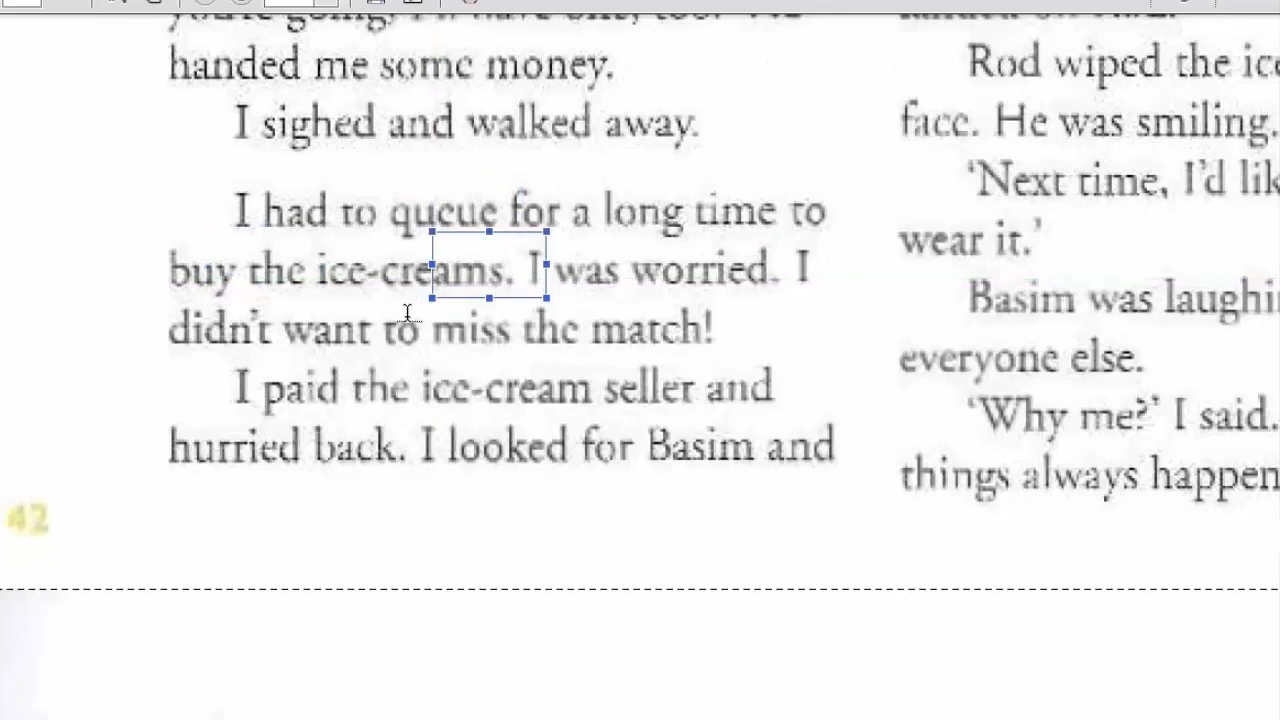 handed me some money.
I sighed and walked away.
I had to queue for a long time to
buy the ice-creams. I was worried. I
didn't want to miss the match!
I paid the ice-cream seller and
hurried back. I looked for Basim and
42
Rod wiped the ice
face. He was smiling.
'Next time, I'd lik
wear it.'
Basim was laughi
everyone else.
'Why me?' I said.
things always happen